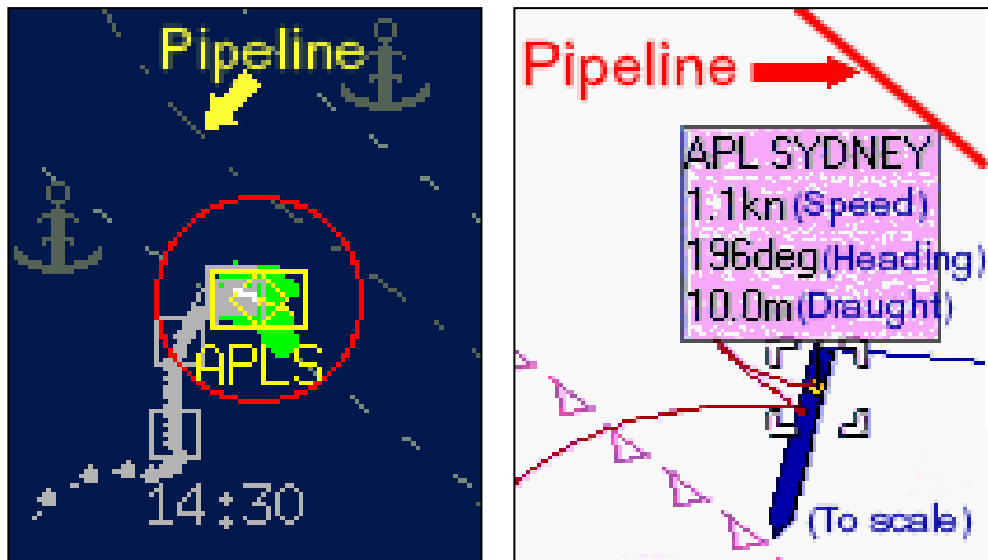 Pipeline
APLS
14:30
Pipeline
APL SYDNEY
1.1kn (Speed)
196deg (Heading)
10.0m (Draught)
(To scale)